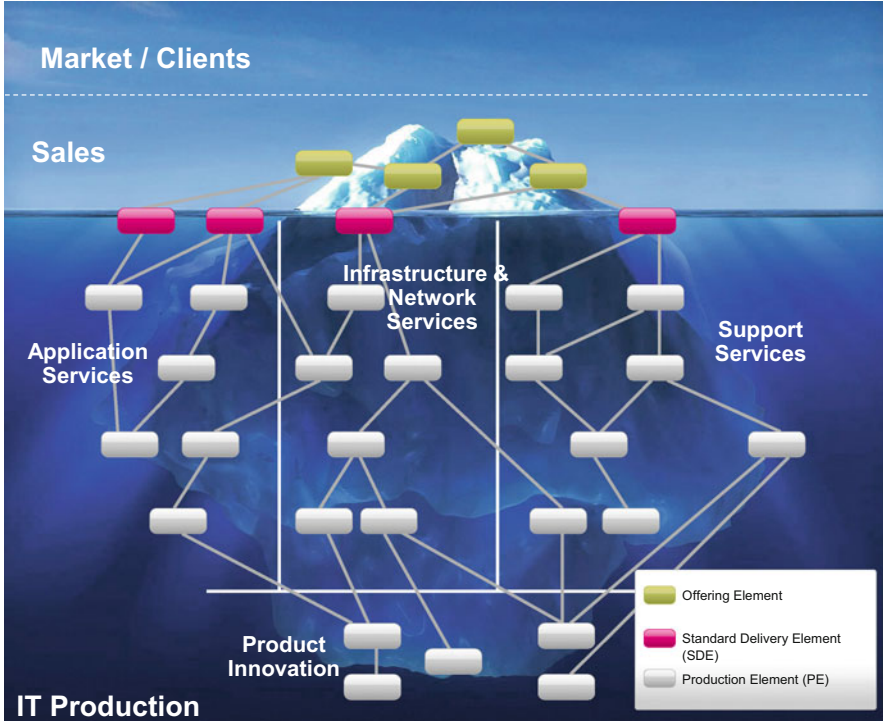 Market / Clients
Sales
Infrastructure &
Network
Services
Application
Services
Support
Services
Offering Element
Standard Delivery Element
(SDE)
Production Element (PE)
Product
Innovation
IT Production